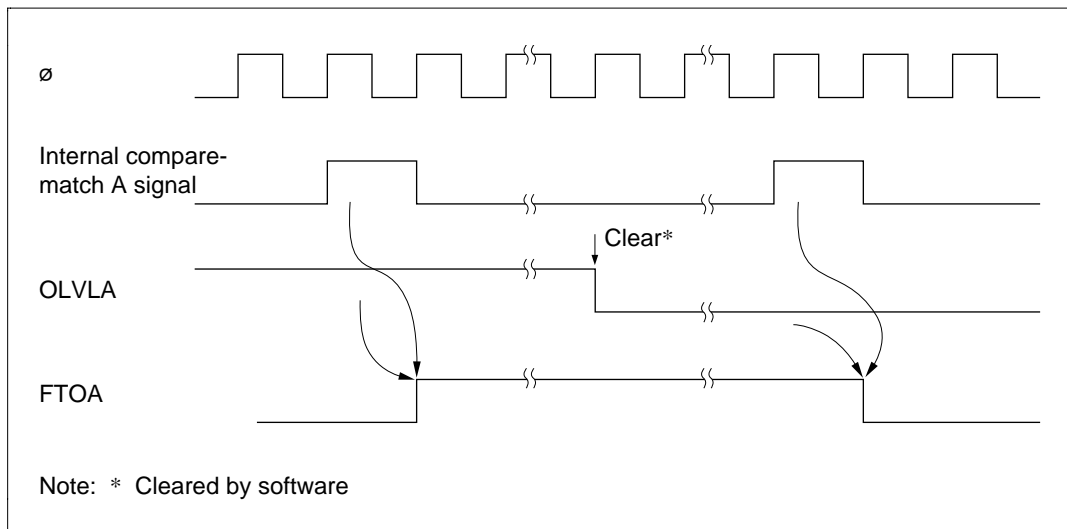 ø
Internal compare-
match A signal
Clear*
OLVLA
FTOA
Note: * Cleared by software